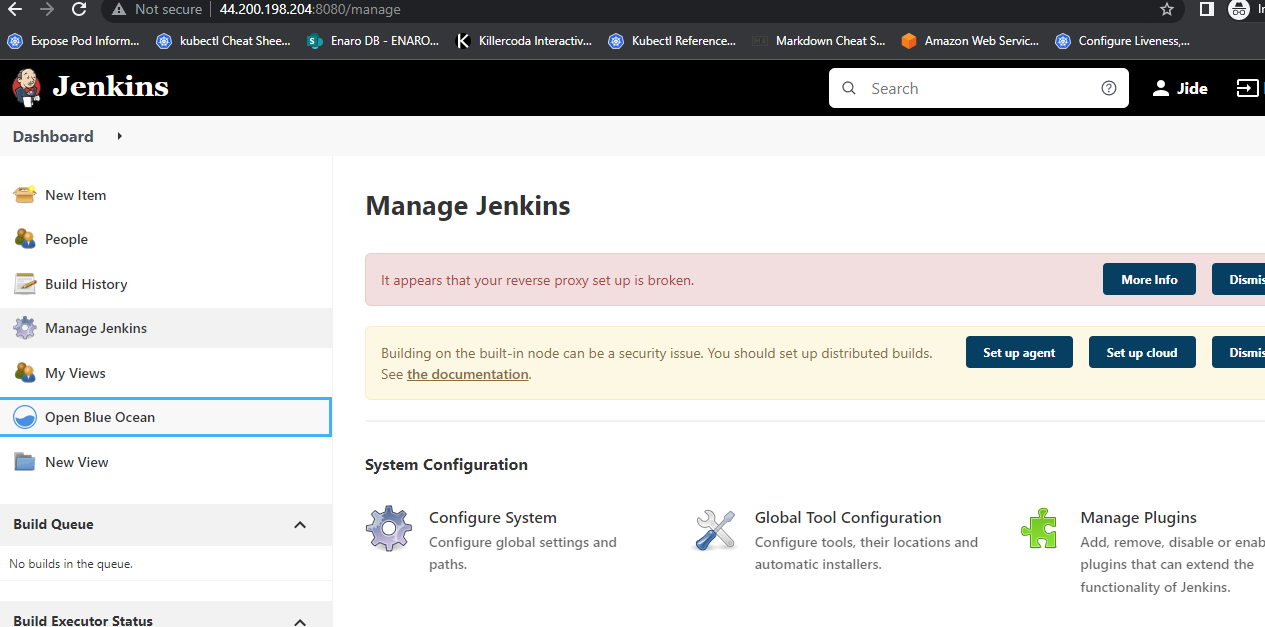 Not secure 44.200.198.204:8080/manage
Expose Pod Inform... kubectl Cheat Shee... Enaro DB - ENARO... Killercoda Interactiv... Kubectl Reference... Markdown Cheat S... Amazon Web Servic... Configure Liveness,...
Jenkins Search Jide
Dashboard
New Item
People
Build History
Manage Jenkins
My Views
Open Blue Ocean
New View
Build Queue
No builds in the queue.
Build Executor Status
Manage Jenkins
It appears that your reverse proxy set up is broken. More Info Dismis
Building on the built-in node can be a security issue. You should set up distributed builds.
See the documentation.
Set up agent Set up cloud Dismis
System Configuration
Configure System
Configure global settings and
paths.
Global Tool Configuration
Configure tools, their locations and
automatic installers.
Manage Plugins
Add, remove, disable or enab
plugins that can extend the
functionality of Jenkins.